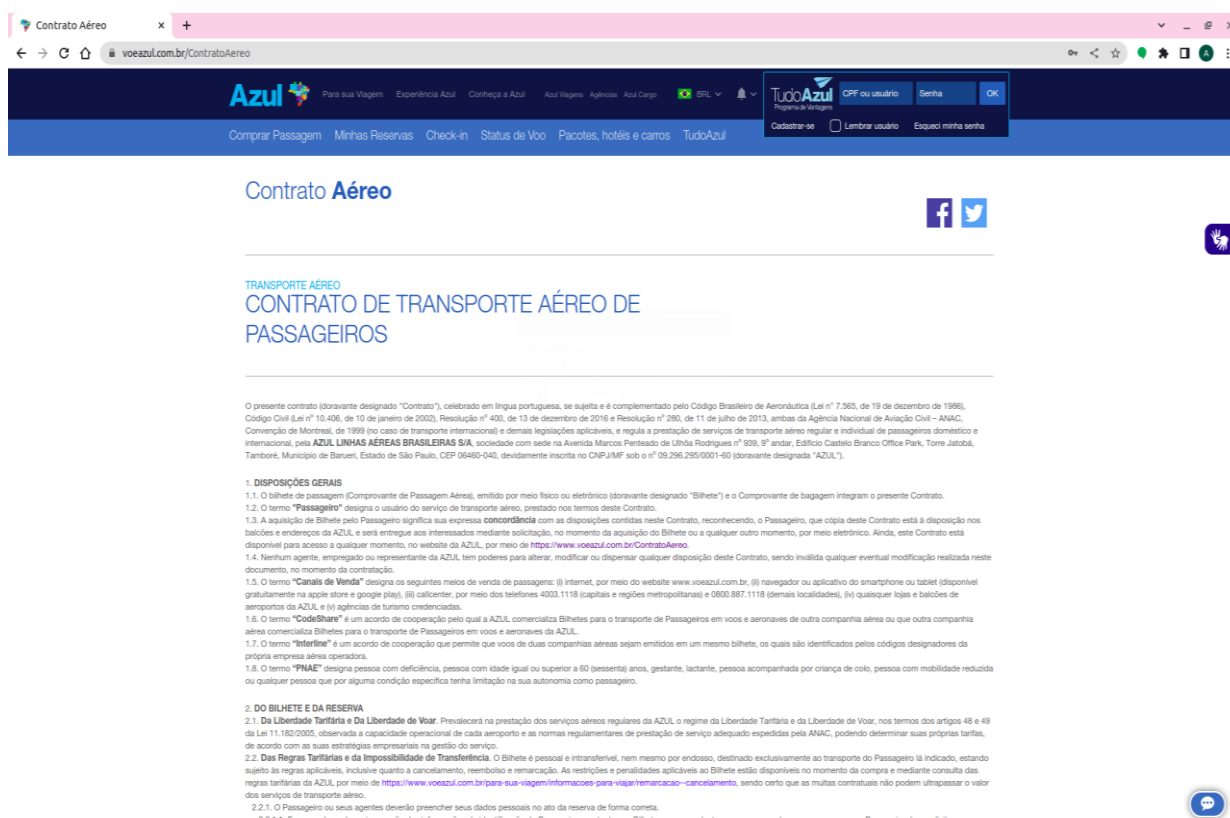 Contrato Aéreo
voeazul.com.br/ContratoAereo
A
Azul
Para sua Viagem Experiência Azul Conheça a Azul Azul Viagens Agências Azul Cargo BRL
TudoAzul
Programa de Vantagens
CPF ou usuário Senha OK
Cadastrar-se Lembrar usuário Esqueci minha senha
Comprar Passagem Minhas Reservas Check-in Status de Voo Pacotes, hotéis e carros TudoAzul
Contrato Aéreo
TRANSPORTE AÉREO
CONTRATO DE TRANSPORTE AÉREO DE
PASSAGEIROS
O presente contrato (doravante designado "Contrato"), celebrado em língua portuguesa, se sujeita e é complementado pelo Código Brasileiro de Aeronáutica (Lei nº 7.565, de 19 de dezembro de 1986),
Código Civil (Lei nº 10.406, de 10 de janeiro de 2002), Resolução nº 400, de 13 de dezembro de 2016 e Resolução nº 280, de 11 de julho de 2013, ambas da Agência Nacional de Aviação Civil – ANAC,
Convenção de Montreal, de 1999 (no caso de transporte internacional) e demais legislações aplicáveis, e regula a prestação de serviços de transporte aéreo regular e individual de passageiros doméstico e
internacional, pela AZUL LINHAS AÉREAS BRASILEIRAS S/A, sociedade com sede na Avenida Marcos Penteado de Ulhôa Rodrigues nº 939, 9º andar, Edifício Castelo Branco Office Park, Torre Jatobá,
Tamboré, Município de Barueri, Estado de São Paulo, CEP 06460-040, devidamente inscrita no CNPJ/MF sob o nº 09.296.295/0001-60 (doravante designada "AZUL").
1. DISPOSIÇÕES GERAIS
1.1. O bilhete de passagem (Comprovante de Passagem Aérea), emitido por meio físico ou eletrônico (doravante designado "Bilhete") e o Comprovante de bagagem integram o presente Contrato.
1.2. O termo "Passageiro" designa o usuário do serviço de transporte aéreo, prestado nos termos deste Contrato.
1.3. A aquisição de Bilhete pelo Passageiro significa sua expressa concordância com as disposições contidas neste Contrato, reconhecendo, o Passageiro, que cópia deste Contrato está à disposição nos
balcões e endereços da AZUL e será entregue aos interessados mediante solicitação, no momento da aquisição do Bilhete ou a qualquer outro momento, por meio eletrônico. Ainda, este Contrato está
disponível para acesso a qualquer momento, no website da AZUL, por meio de https://www.voeazul.com.br/ContratoAereo.
1.4. Nenhum agente, empregado ou representante da AZUL tem poderes para alterar, modificar ou dispensar qualquer disposição deste Contrato, sendo inválida qualquer eventual modificação realizada neste
documento, no momento da contratação.
1.5. O termo “Canais de Venda” designa os seguintes meios de venda de passagens: (i) internet, por meio do website www.voeazul.com.br, (ii) navegador ou aplicativo do smartphone ou tablet (disponível
gratuitamente na apple store e google play), (iii) callcenter, por meio dos telefones 4003.1118 (capitais e regiões metropolitanas) e 0800.887.1118 (demais localidades), (iv) quaisquer lojas e balcões de
aeroportos da AZUL e (v) agências de turismo credenciadas.
1.6. O termo “CodeShare” é um acordo de cooperação pelo qual a AZUL comercializa Bilhetes para o transporte de Passageiros em voos e aeronaves de outra companhia aérea ou que outra companhia
aérea comercializa Bilhetes para o transporte de Passageiros em voos e aeronaves da AZUL.
1.7. O termo “Interline” é um acordo de cooperação que permite que voos de duas companhias aéreas sejam emitidos em um mesmo bilhete, os quais são identificados pelos códigos designadores da
própria empresa aérea operadora.
1.8. O termo “PNAE” designa pessoa com deficiência, pessoa com idade igual ou superior a 60 (sessenta) anos, gestante, lactante, pessoa acompanhada por criança de colo, pessoa com mobilidade reduzida
ou qualquer pessoa que por alguma condição específica tenha limitação na sua autonomia como passageiro.
2. DO BILHETE E DA RESERVA
2.1. Da Liberdade Tarifária e Da Liberdade de Voar. Prevalecerá na prestação dos serviços aéreos regulares da AZUL o regime da Liberdade Tarifária e da Liberdade de Voar, nos termos dos artigos 48 e 49
da Lei 11.182/2005, observada a capacidade operacional de cada aeroporto e as normas regulamentares de prestação de serviço adequado expedidas pela ANAC, podendo determinar suas próprias tarifas,
de acordo com as suas estratégias empresariais na gestão do serviço.
2.2. Das Regras Tarifárias e da Impossibilidade de Transferência. O Bilhete é pessoal e intransferível, nem mesmo por endosso, destinado exclusivamente ao transporte do Passageiro lá indicado, estando
sujeito às regras aplicáveis, inclusive quanto a cancelamento, reembolso e remarcação. As restrições e penalidades aplicáveis ao Bilhete estão disponíveis no momento da compra e mediante consulta das
regras tarifárias da AZUL por meio de https://www.voeazul.com.br/para-sua-viagem/informacoes-para-viajar/remarcacao--cancelamento, sendo certo que as multas contratuais não podem ultrapassar o valor
dos serviços de transporte aéreo.
2.2.1. O Passageiro ou seus agentes deverão preencher seus dados pessoais no ato da reserva de forma correta.